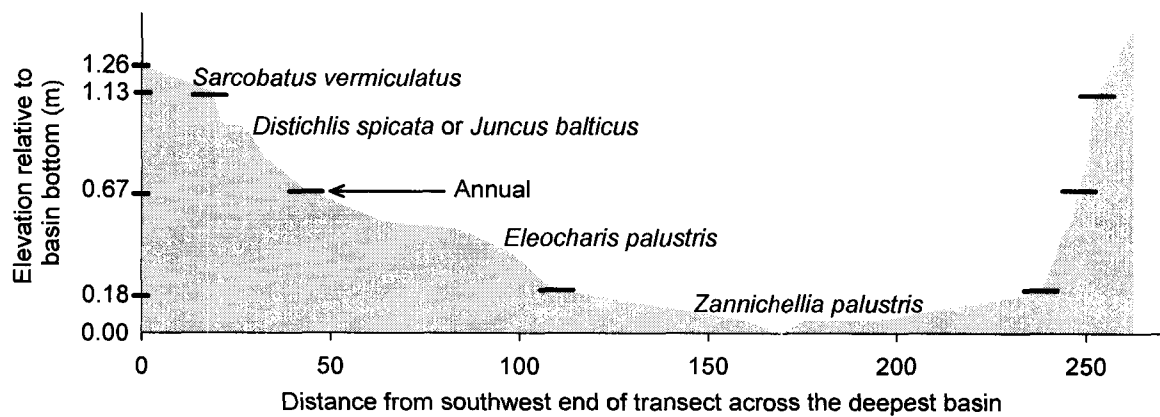 Elevation relative to
basin bottom (m)
1.26
1.13
0.67
0.18
0.00
Sarcobatus vermiculatus
Distichlis spicata or Juncus balticus
Annual
Eleocharis palustris
Zannichellia palustris
0 50 100 150 200 250
Distance from southwest end of transect across the deepest basin